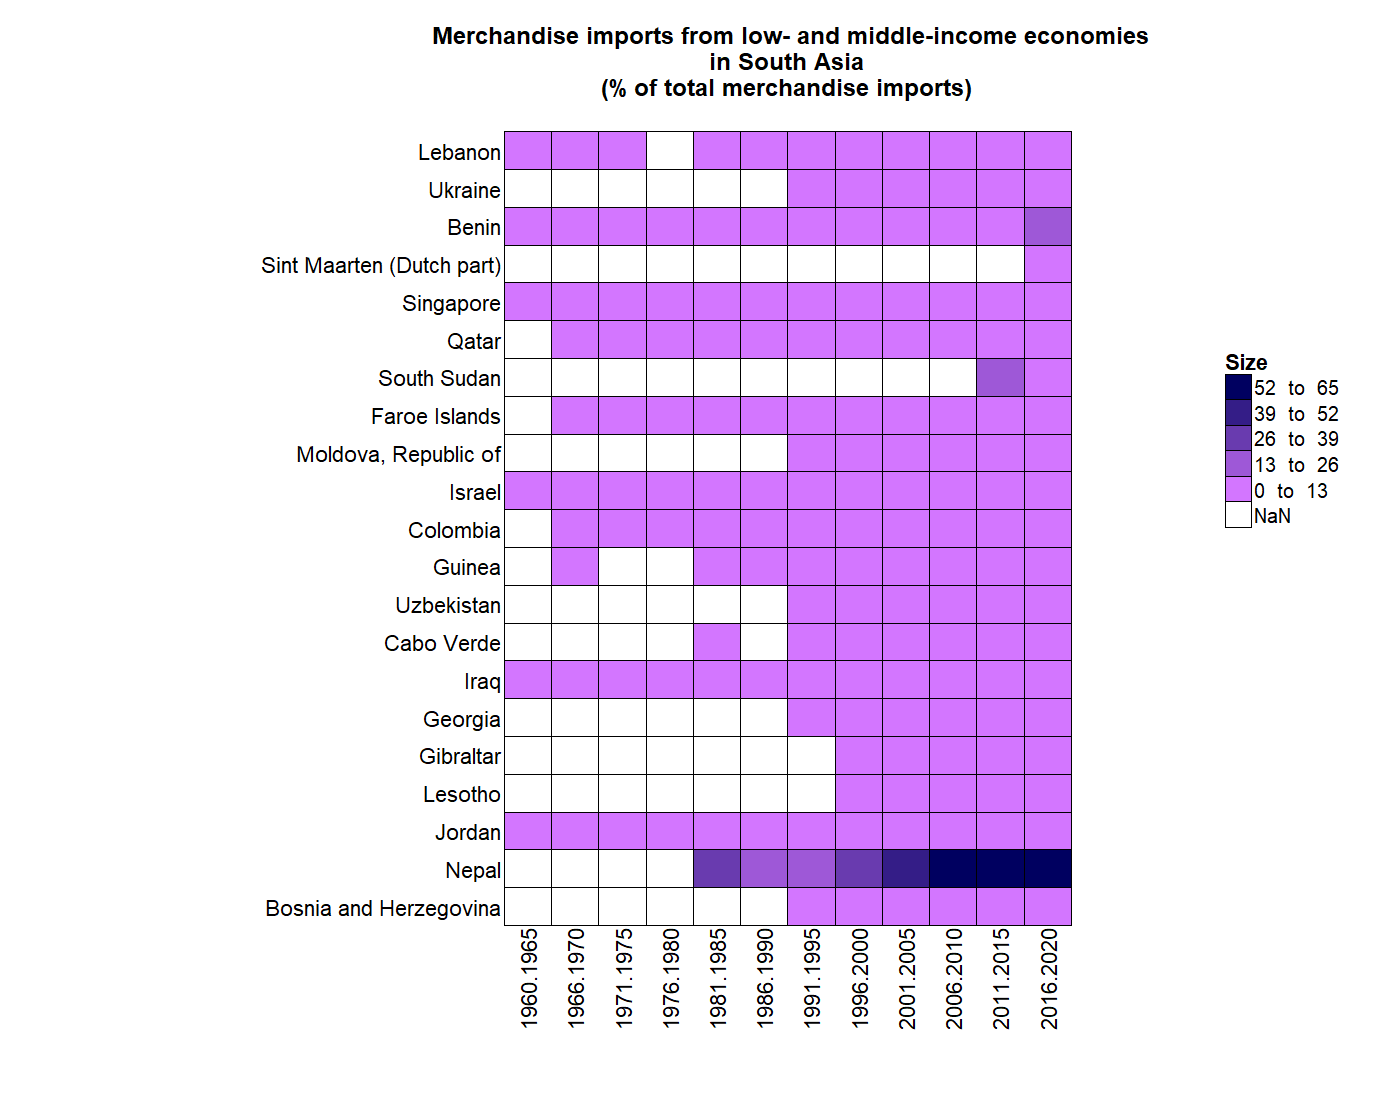 Merchandise imports from low- and middle-income economies
in South Asia
(% of total merchandise imports)
Lebanon
Ukraine
Benin
Sint Maarten (Dutch part)
Singapore
Qatar
South Sudan
Faroe Islands
Moldova, Republic of
Israel
Colombia
Guinea
Uzbekistan
Cabo Verde
Iraq
Georgia
Gibraltar
Lesotho
Jordan
Nepal
Bosnia and Herzegovina
1960.1965
1966.1970
1971.1975
1976.1980
1981.1985
1986.1990
1991.1995
1996.2000
2001.2005
2006.2010
2011.2015
2016.2020
Size
52 to 65
39 to 52
26 to 39
13 to 26
0 to 13
NaN